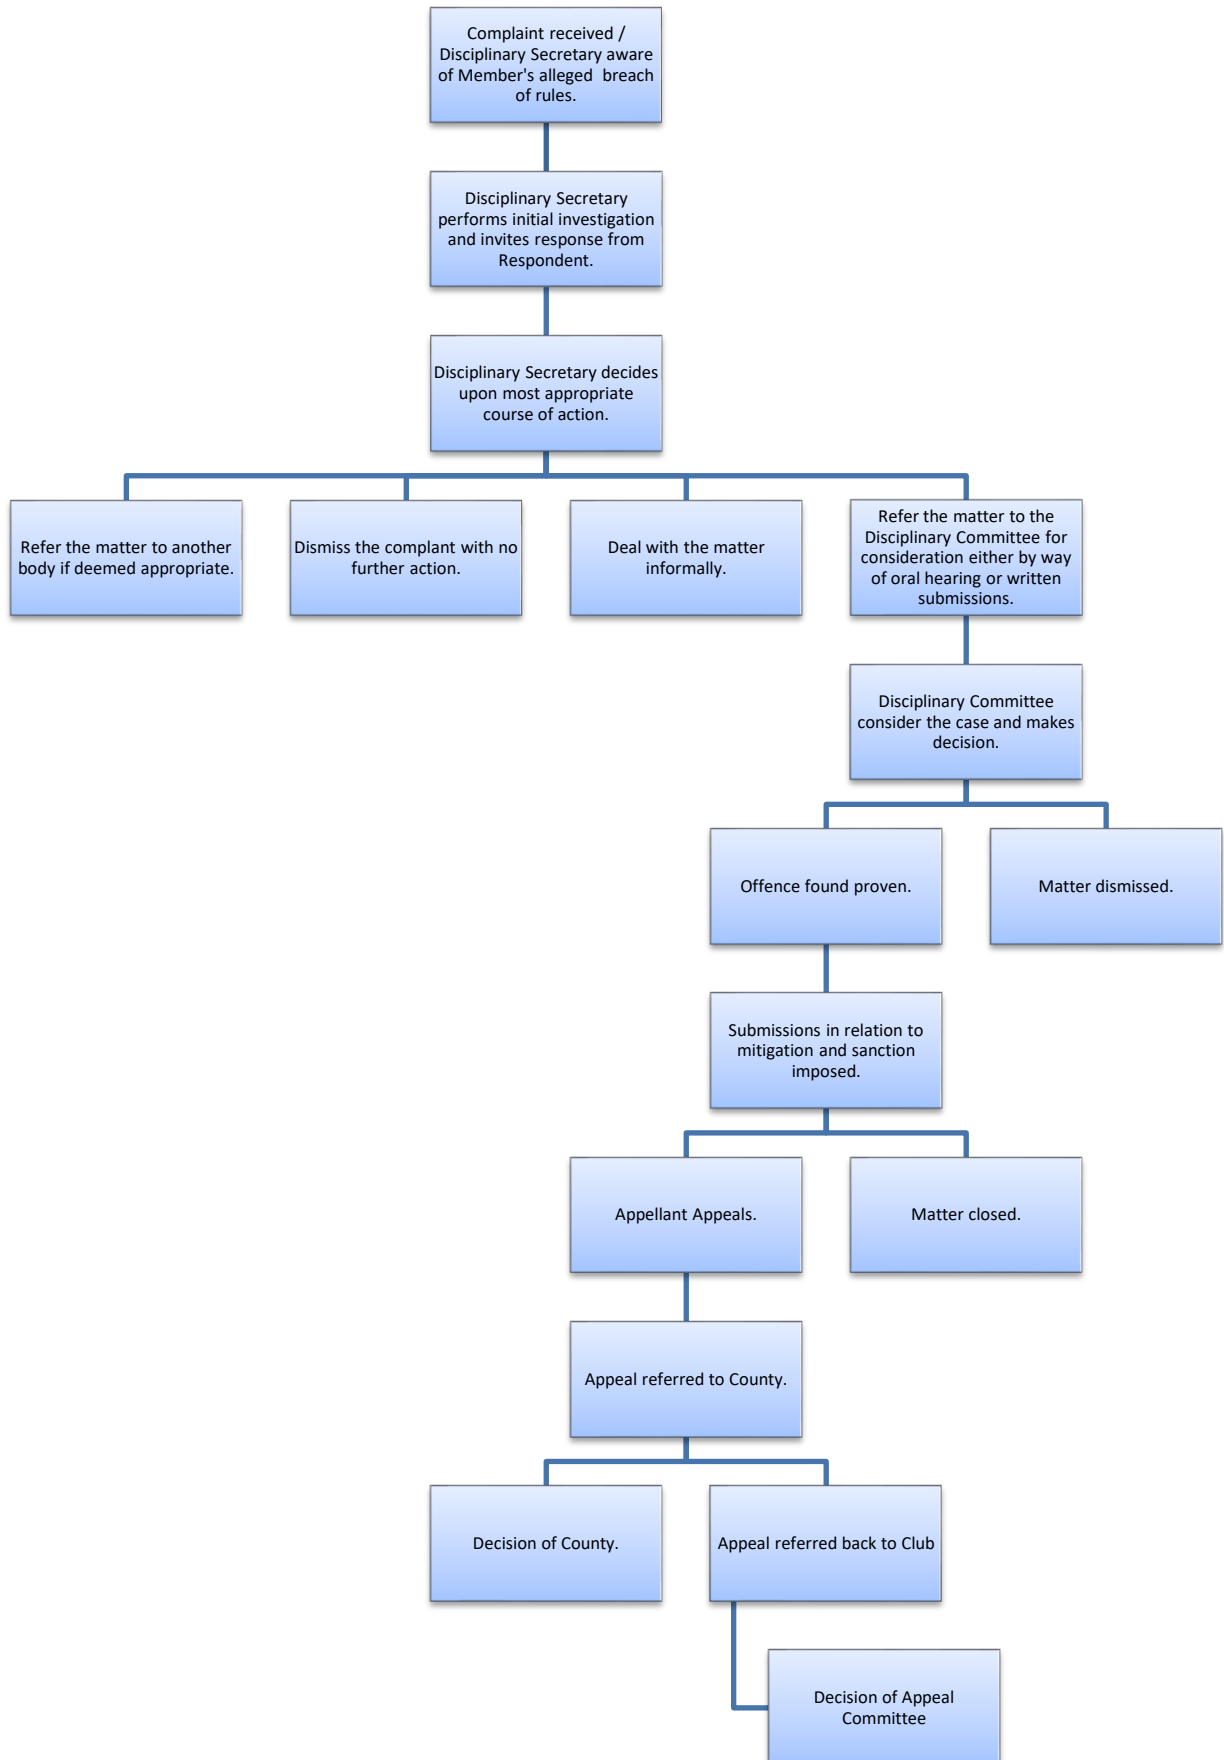 Complaint received /
Disciplinary Secretary aware
of Member's alleged  breach
of rules.
Disciplinary Secretary
performs initial investigation
and invites response from
Respondent.
Disciplinary Secretary decides
upon most appropriate
course of action.
Refer the matter to another
body if deemed appropriate.
Dismiss the complant with no
further action.
Deal with the matter
informally.
Refer the matter to the
Disciplinary Committee for
consideration either by way
of oral hearing or written
submissions.
Disciplinary Committee
consider the case and makes
decision.
Offence found proven.
Matter dismissed.
Submissions in relation to
mitigation and sanction
imposed.
Appellant Appeals.
Matter closed.
Appeal referred to County.
Decision of County.
Appeal referred back to Club
Decision of Appeal
Committee